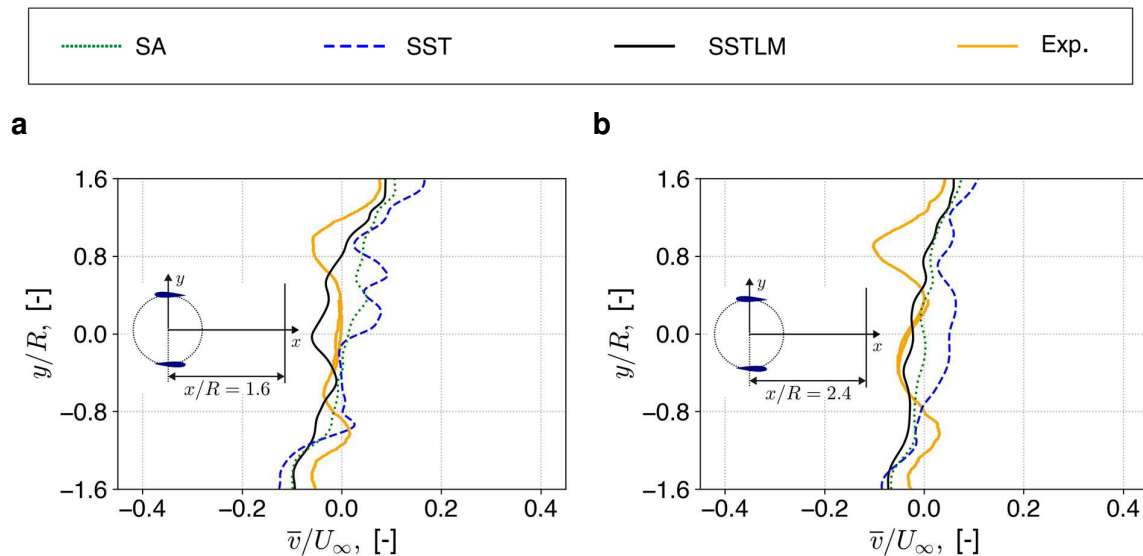 SA SST SSTLM Exp.
a b
1.6
0.8
0.0
−0.8
−1.6
y/R, [-]
y
x
x/R = 1.6
−0.4 −0.2 0.0 0.2 0.4
v̅/U∞, [-]
1.6
0.8
0.0
−0.8
−1.6
y/R, [-]
y
x
x/R = 2.4
−0.4 −0.2 0.0 0.2 0.4
v̅/U∞, [-]